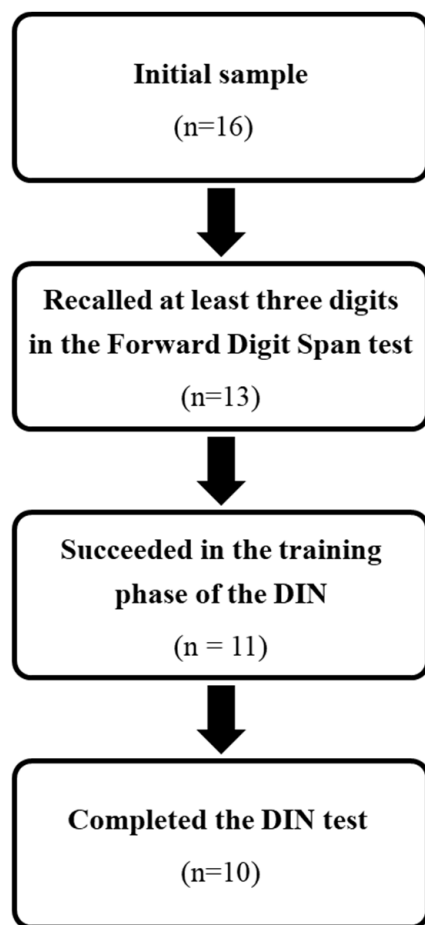 Initial sample
(n=16)
Recalled at least three digits
in the Forward Digit Span test
(n=13)
Succeeded in the training
phase of the DIN
(n = 11)
Completed the DIN test
(n=10)